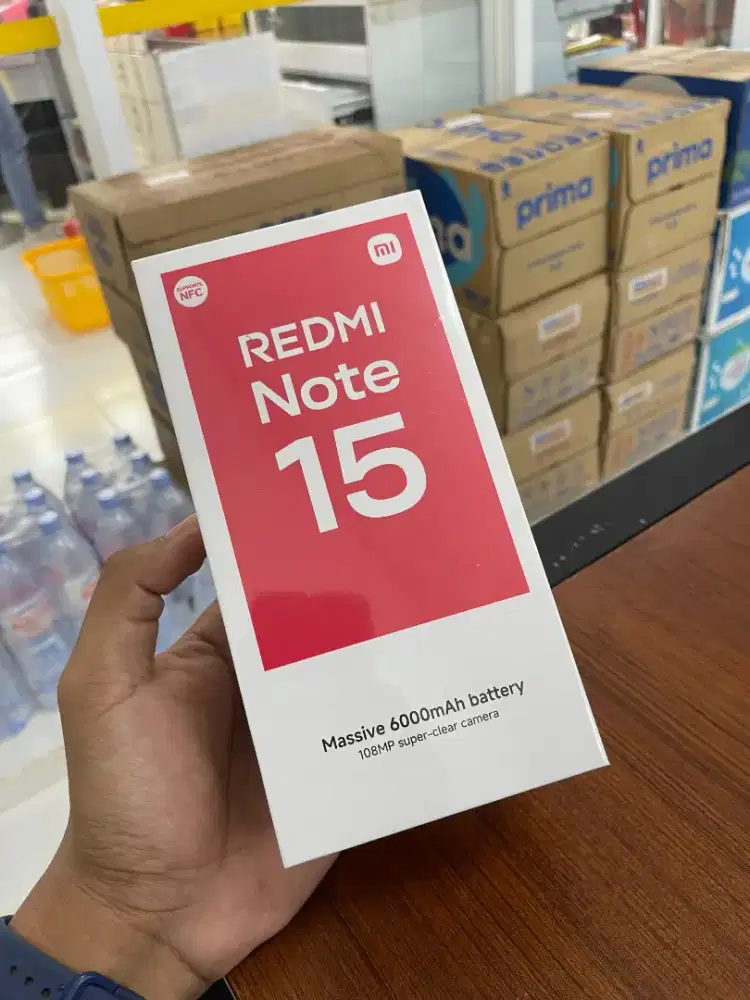 SUPPORTS
NFC
mi
REDMI
Note
15
Massive 6000mAh battery
108MP super-clear camera
prima
prima